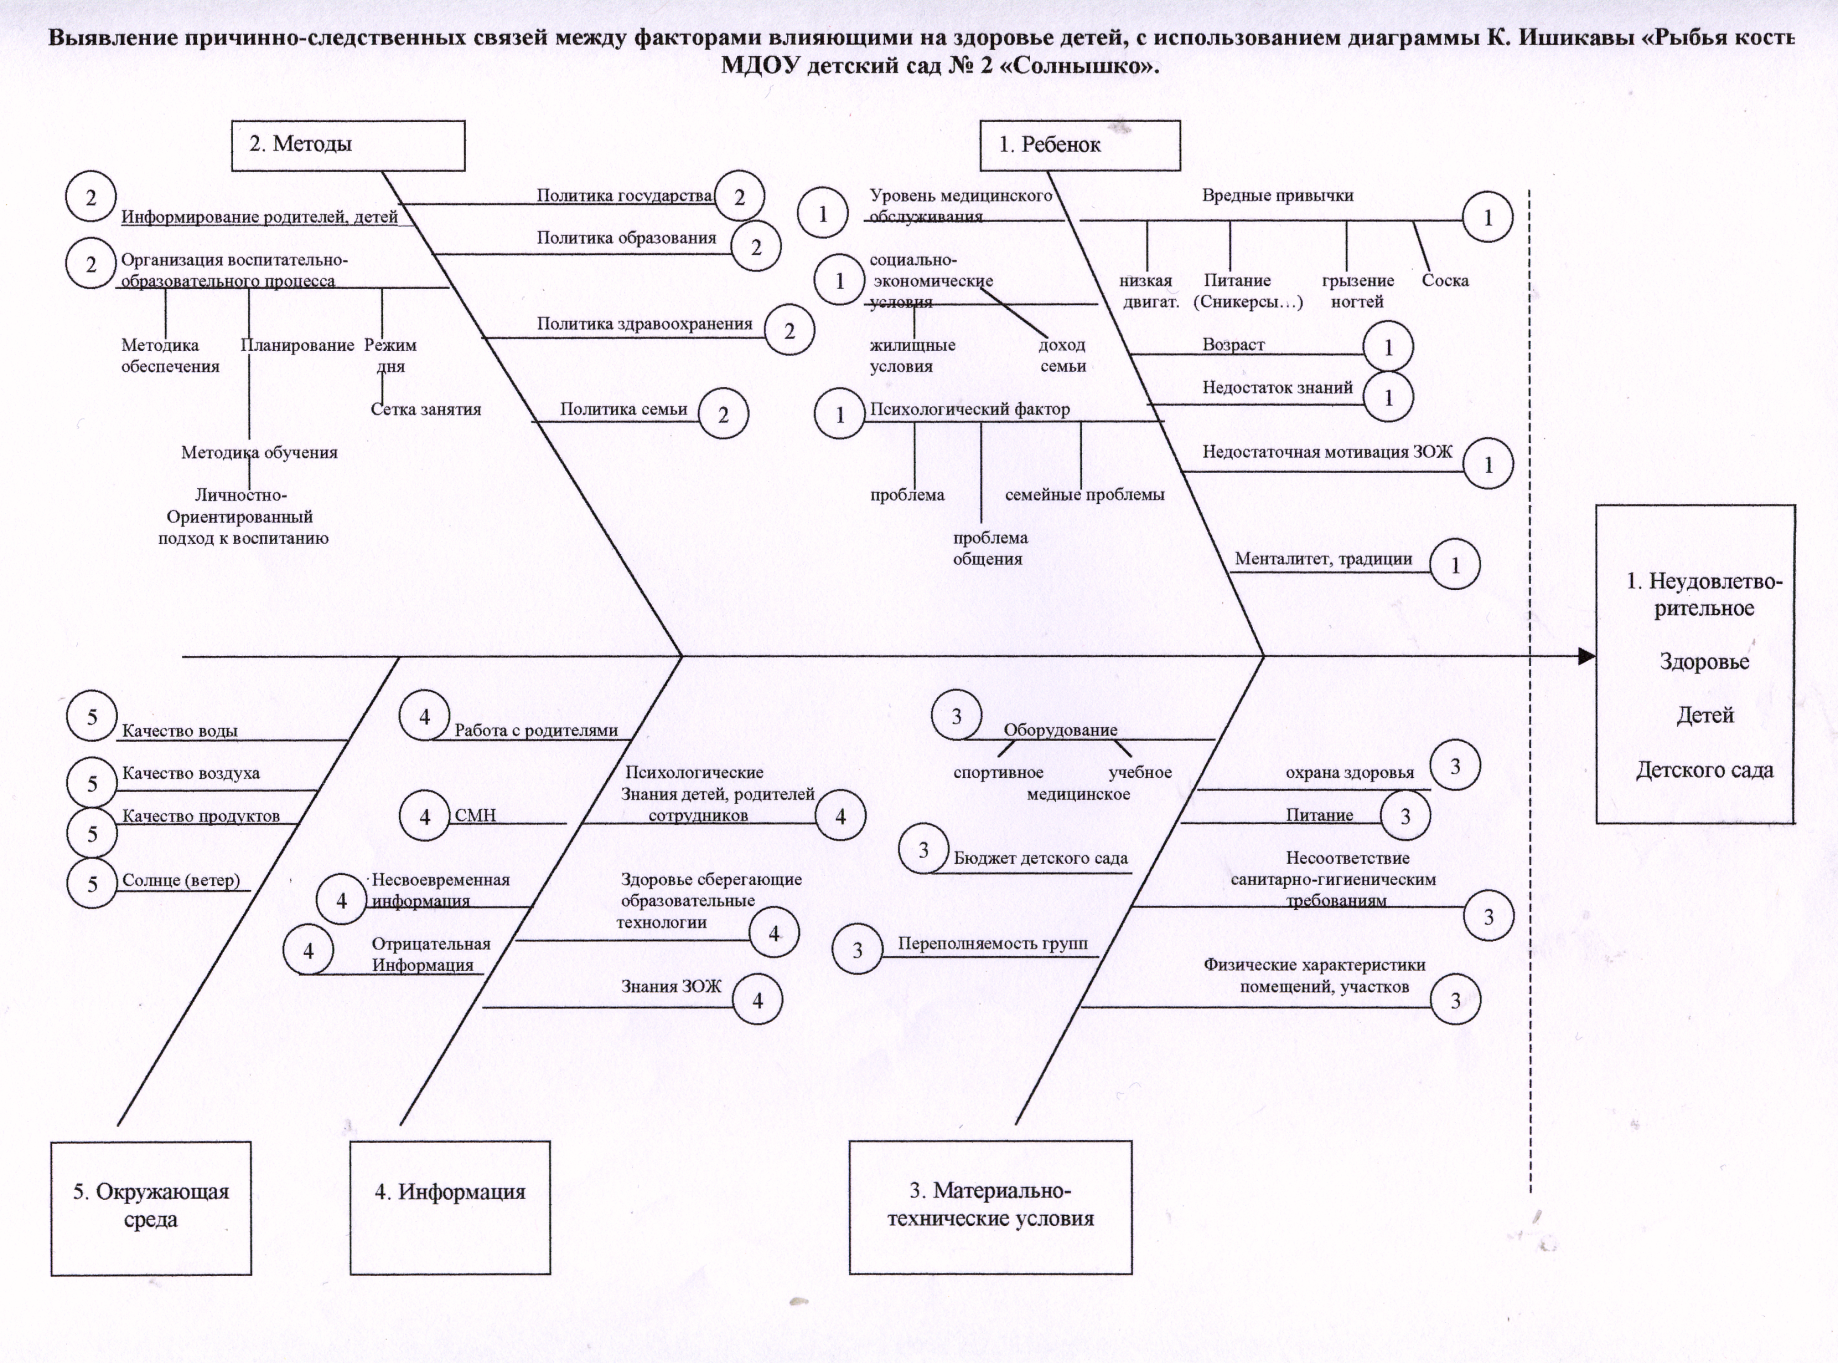 Выявление причинно-следственных связей между факторами влияющими на здоровье детей, с использованием диаграммы К. Ишикавы «Рыбья кость
МДОУ детский сад № 2 «Солнышко».
2. Методы
2
Информирование родителей, детей
2
Организация воспитательно-
образовательного процесса
Методика
обеспечения
Планирование
Режим
дня
Сетка занятия
Методика обучения
Личностно-
Ориентированный
подход к воспитанию
Политика государства
2
Политика образования
2
Политика здравоохранения
2
Политика семьи
2
1. Ребенок
1
Уровень медицинского
обслуживания
1
социально-
экономические
условия
жилищные
условия
доход
семьи
1
Психологический фактор
проблема
проблема
общения
семейные проблемы
Вредные привычки
1
низкая
двигат.
Питание
(Сникерсы…)
грызение
ногтей
Соска
Возраст
1
Недостаток знаний
1
Недостаточная мотивация ЗОЖ
1
Менталитет, традиции
1
1. Неудовлетво-
рительное
Здоровье
Детей
Детского сада
5
Качество воды
5
Качество воздуха
5
Качество продуктов
5
Солнце (ветер)
4
Работа с родителями
4
СМН
4
Несвоевременная
информация
4
Отрицательная
Информация
Психологические
Знания детей, родителей
сотрудников
4
Здоровье сберегающие
образовательные
технологии
4
Знания ЗОЖ
4
3
Оборудование
спортивное
учебное
медицинское
3
Бюджет детского сада
3
Переполняемость групп
охрана здоровья
3
Питание
3
Несоответствие
санитарно-гигиеническим
требованиям
3
Физические характеристики
помещений, участков
3
5. Окружающая
среда
4. Информация
3. Материально-
технические условия